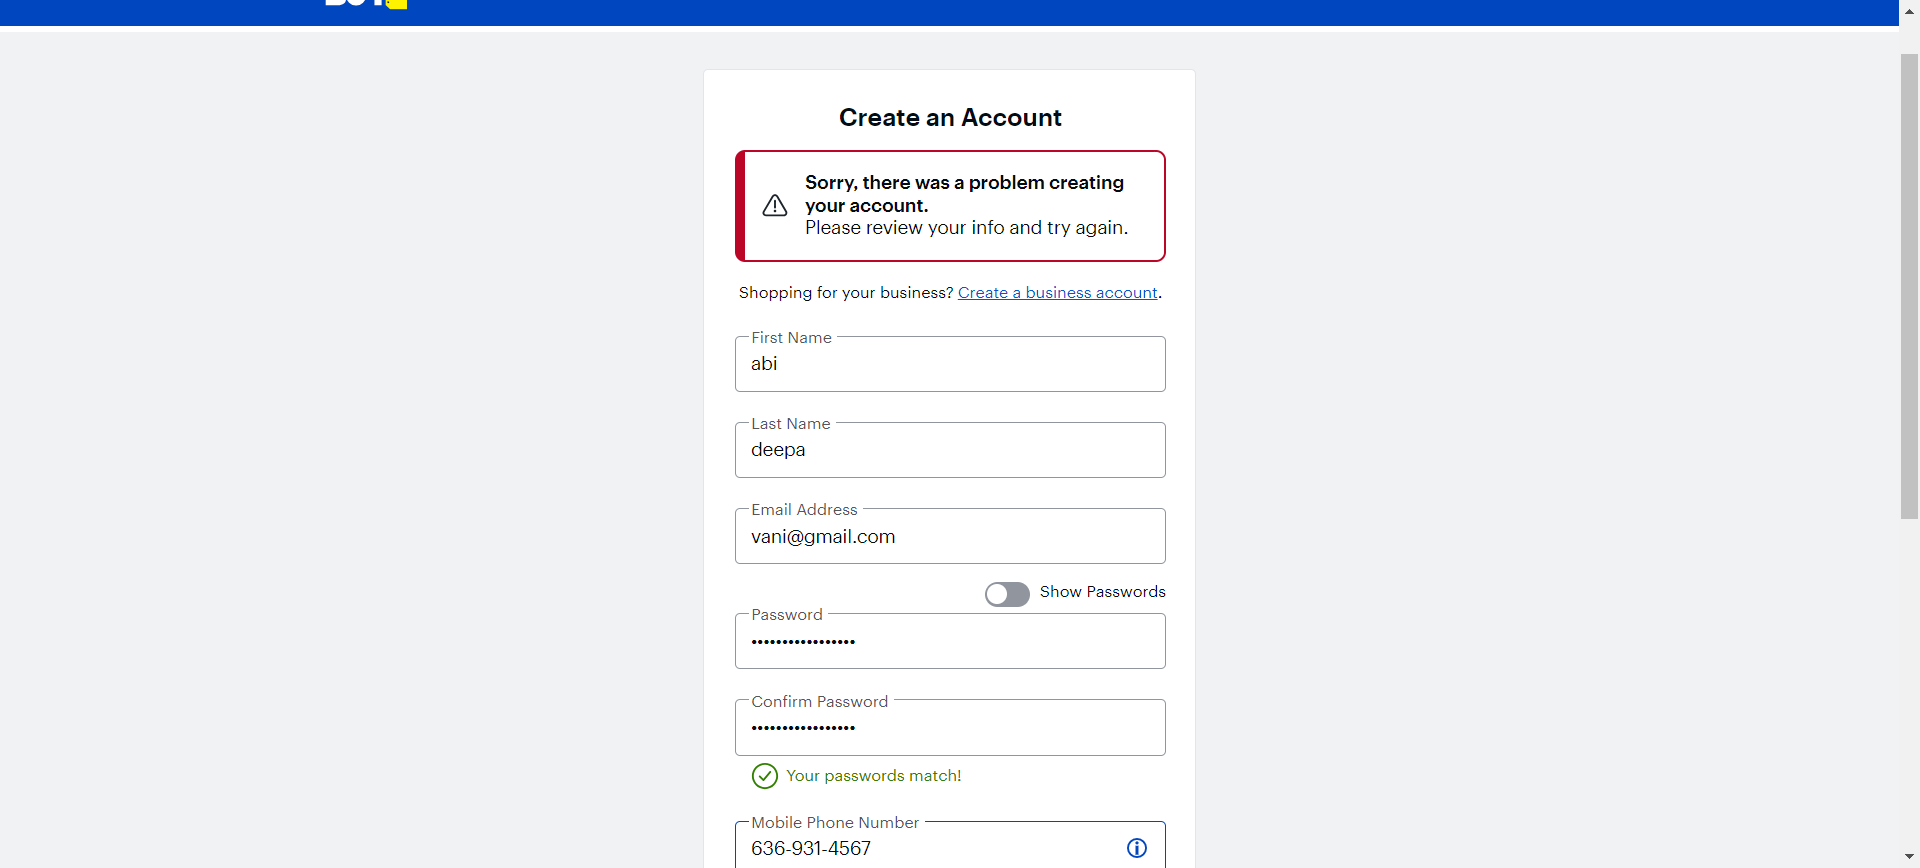 Create an Account
Sorry, there was a problem creating
your account.
Please review your info and try again.
Shopping for your business? Create a business account.
First Name
abi
Last Name
deepa
Email Address
vani@gmail.com
Show Passwords
Password
•••••••••••••••••
Confirm Password
•••••••••••••••••
Your passwords match!
Mobile Phone Number
636-931-4567